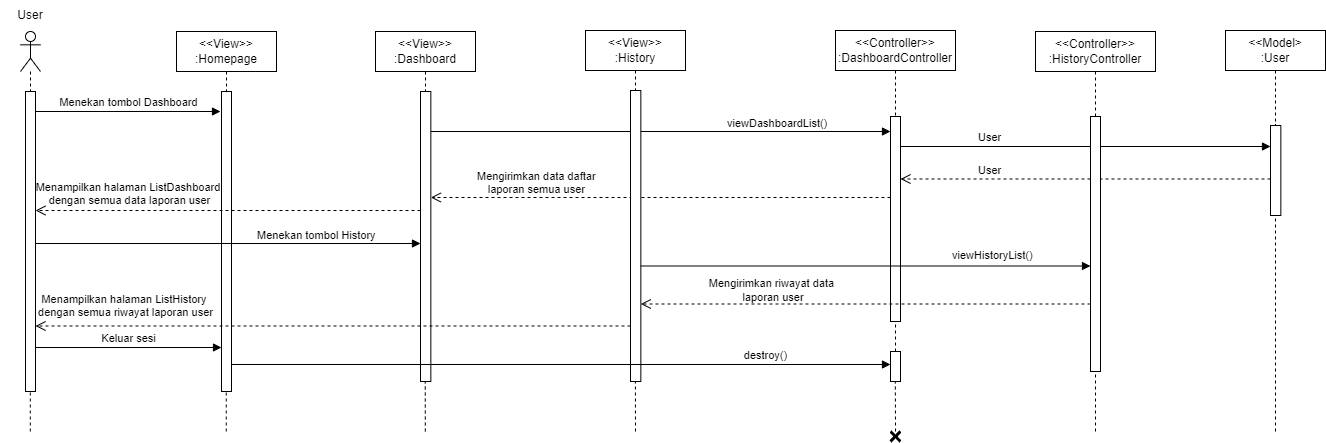 User
<<View>>
:Homepage
<<View>>
:Dashboard
<<View>>
:History
<<Controller>>
:DashboardController
<<Controller>>
:HistoryController
<<Model>
:User
Menekan tombol Dashboard
viewDashboardList()
User
User
Mengirimkan data daftar
laporan semua user
Menampilkan halaman ListDashboard
dengan semua data laporan user
Menekan tombol History
viewHistoryList()
Mengirimkan riwayat data
laporan user
Menampilkan halaman ListHistory
dengan semua riwayat laporan user
Keluar sesi
destroy()